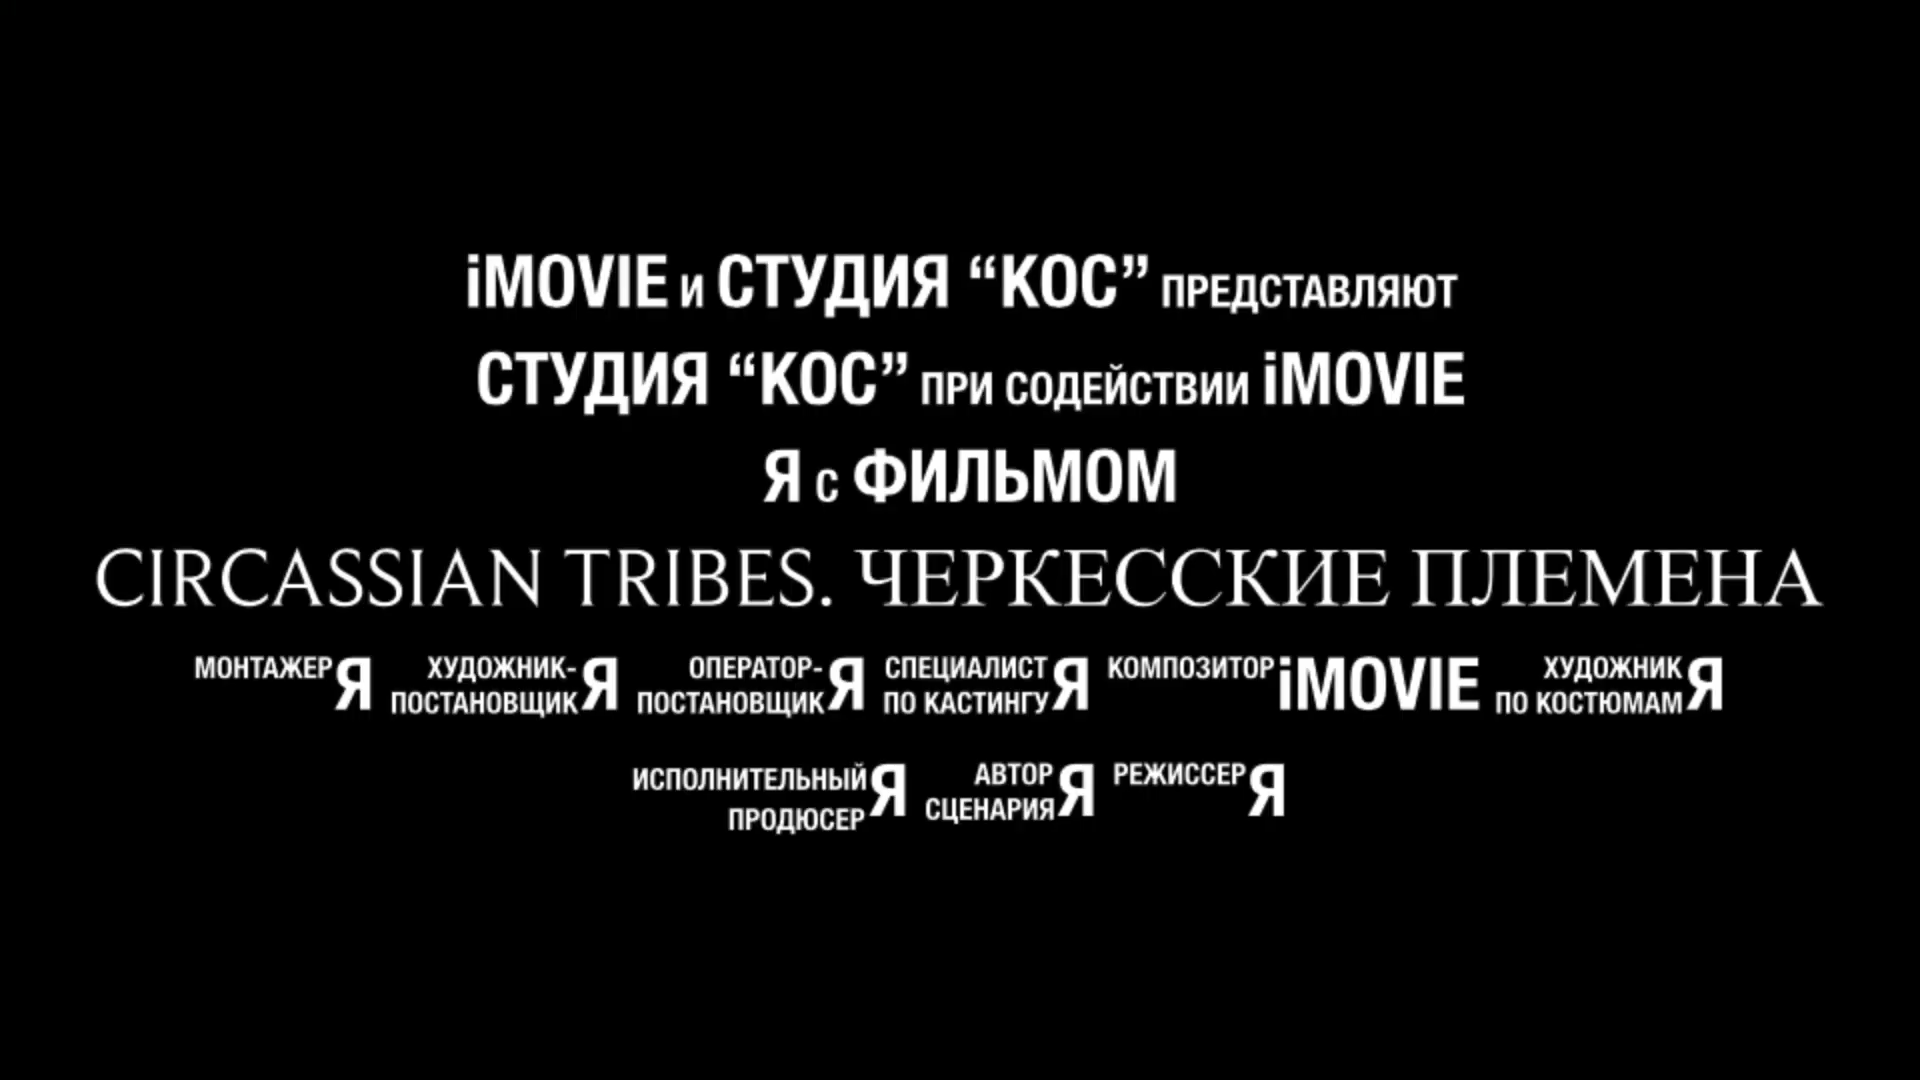 iMOVIE и СТУДИЯ “КОС” ПРЕДСТАВЛЯЮТ
СТУДИЯ “КОС” ПРИ СОДЕЙСТВИИ iMOVIE
Я с ФИЛЬМОМ
CIRCASSIAN TRIBES. ЧЕРКЕССКИЕ ПЛЕМЕНА
МОНТАЖЕР Я ХУДОЖНИК-ПОСТАНОВЩИК Я ОПЕРАТОР-ПОСТАНОВЩИК Я СПЕЦИАЛИСТ ПО КАСТИНГУ Я КОМПОЗИТОР iMOVIE ХУДОЖНИК ПО КОСТЮМАМ Я
ИСПОЛНИТЕЛЬНЫЙ ПРОДЮСЕР Я АВТОР СЦЕНАРИЯ Я РЕЖИССЕР Я